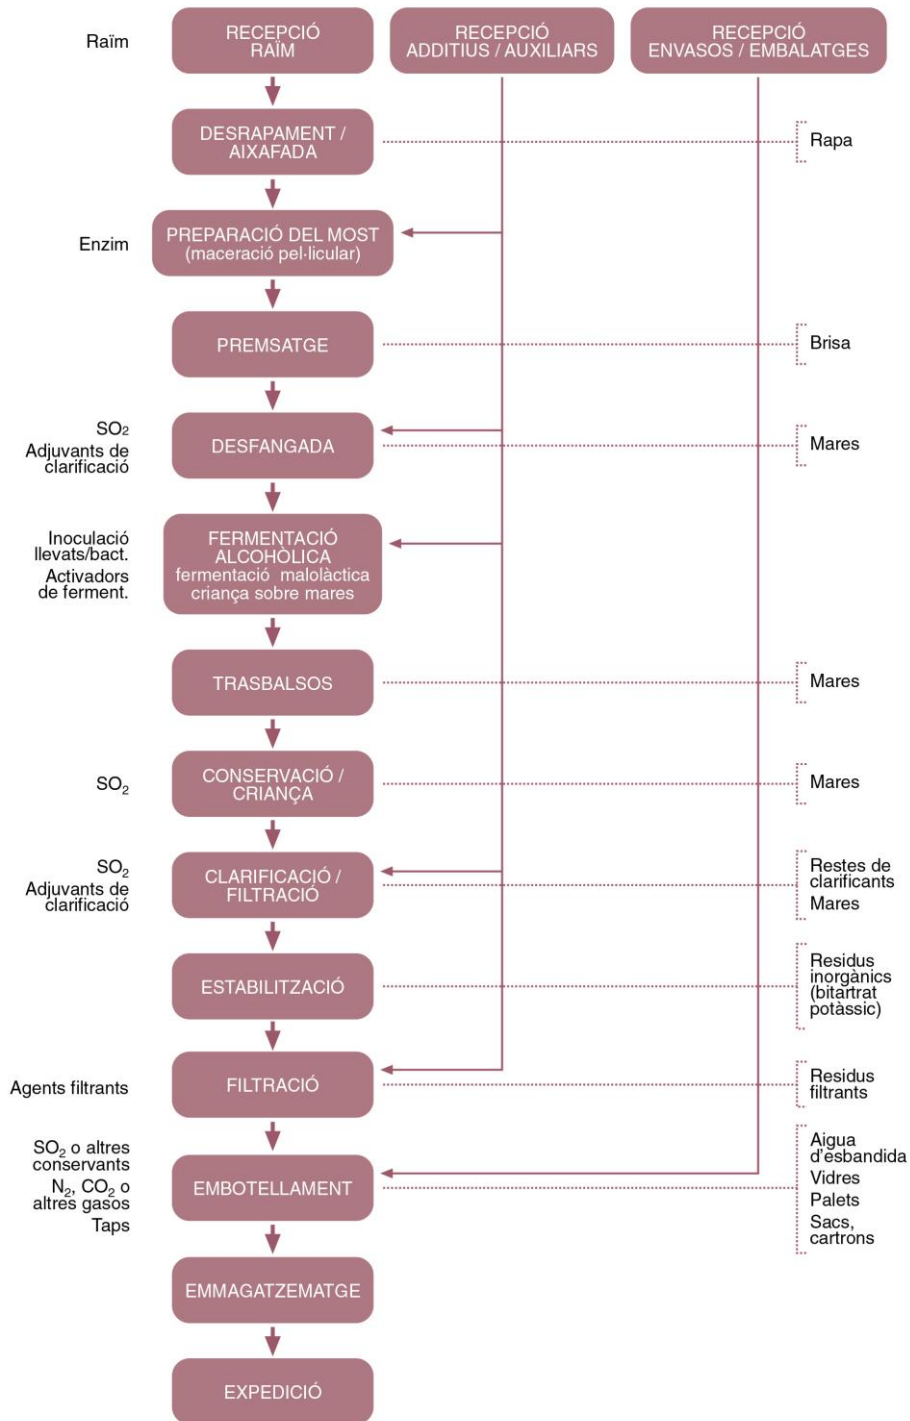 Raïm
RECEPCIÓ
RAÏM
RECEPCIÓ
ADDITIUS / AUXILIARS
RECEPCIÓ
ENVASOS / EMBALATGES
DESRAPAMENT /
AIXAFADA
Rapa
Enzim
PREPARACIÓ DEL MOST
(maceració pel·licular)
PREMSATGE
Brisa
SO₂
Adjuvants de
clarificació
DESFANGADA
Mares
Inoculació
llevats/bact.
Activadors
de ferment.
FERMENTACIÓ
ALCOHÒLICA
fermentació malolàctica
criança sobre mares
TRASBALSOS
Mares
SO₂
CONSERVACIÓ /
CRIANÇA
Mares
SO₂
Adjuvants de
clarificació
CLARIFICACIÓ /
FILTRACIÓ
Restes de
clarificants
Mares
ESTABILITZACIÓ
Residus
inorgànics
(bitartrat
potàssic)
Agents filtrants
FILTRACIÓ
Residus
filtrants
SO₂ o altres
conservants
N₂, CO₂ o
altres gasos
Taps
EMBOTELLAMENT
Aigua
d'esbandida
Vidres
Palets
Sacs,
cartrons
EMMAGATZEMATGE
EXPEDICIÓ